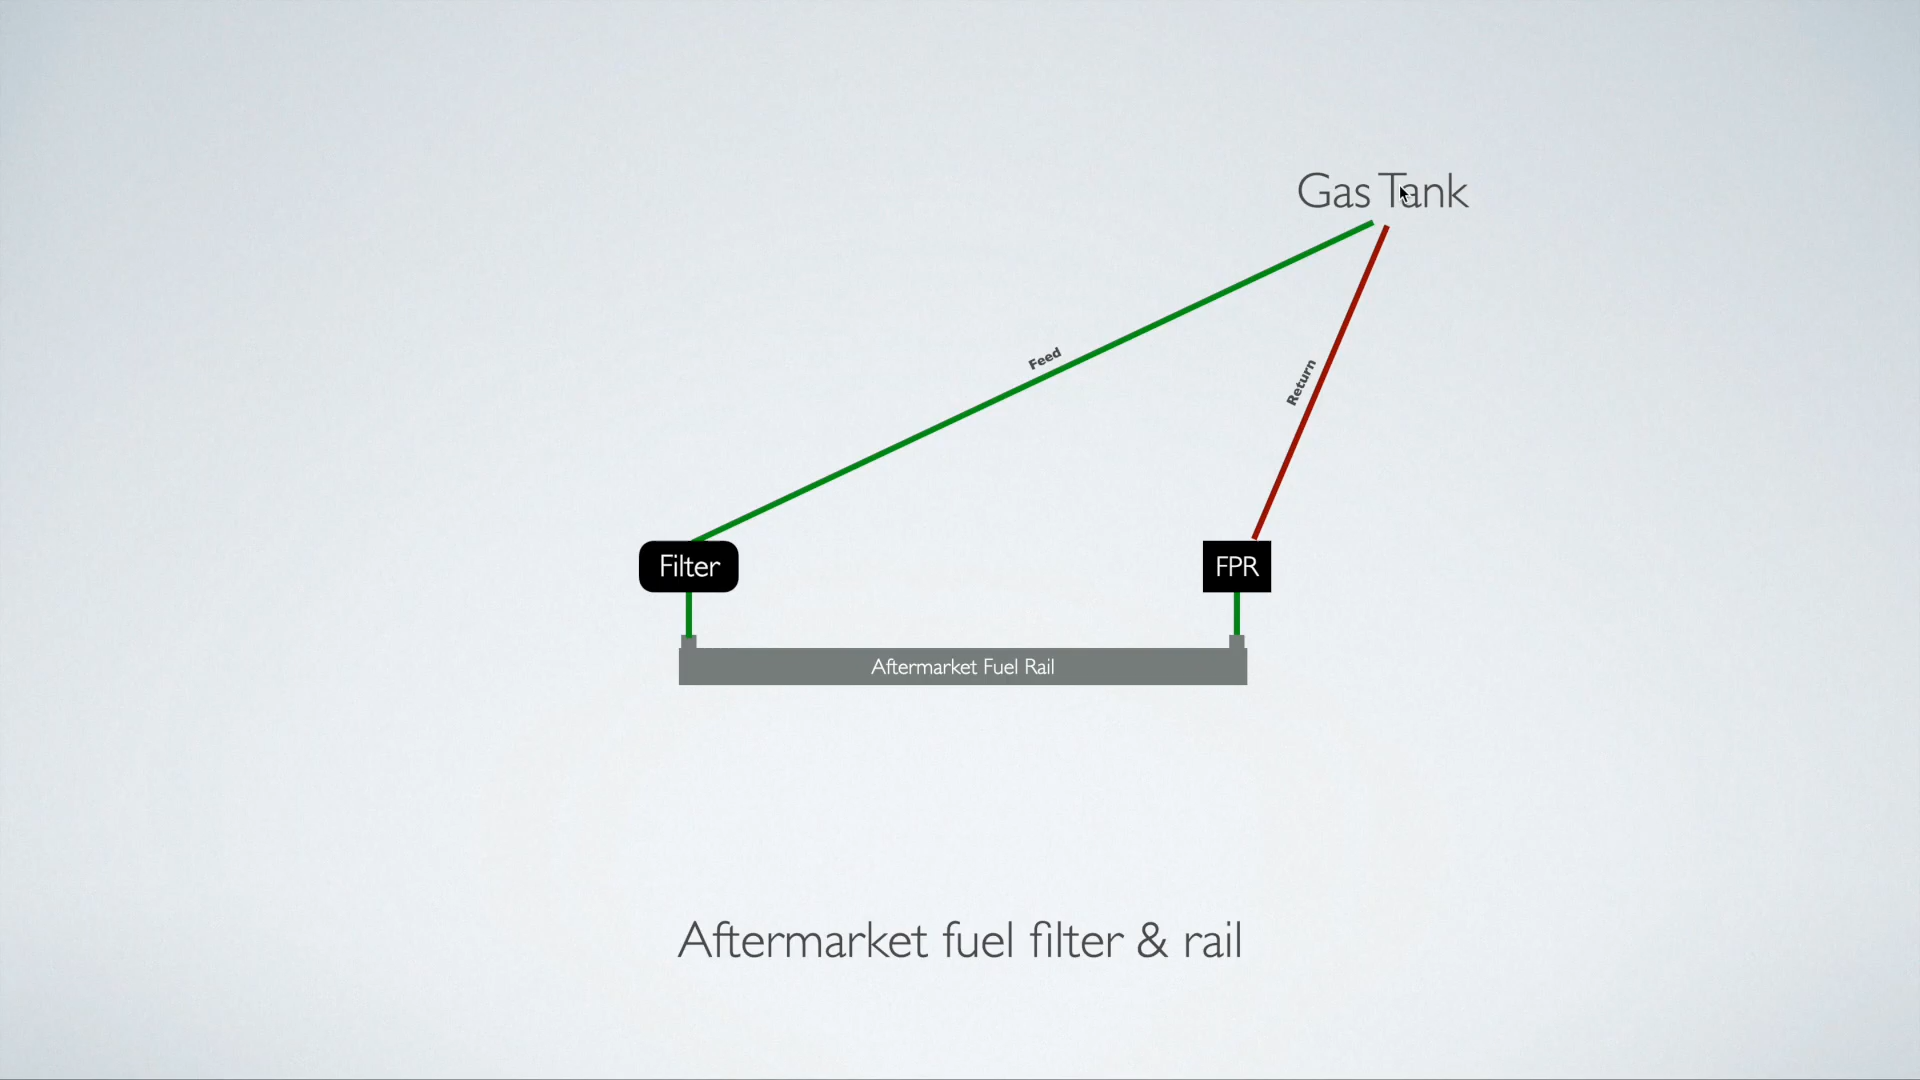 Gas Tank
Feed
Return
Filter
FPR
Aftermarket Fuel Rail
Aftermarket fuel filter & rail